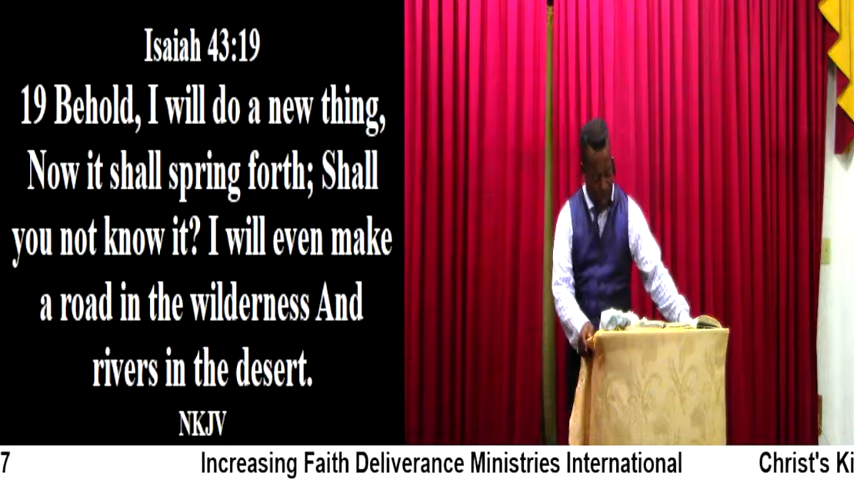 Isaiah 43:19
19 Behold, I will do a new thing,
Now it shall spring forth; Shall
you not know it? I will even make
a road in the wilderness And
rivers in the desert.
NKJV
7 Increasing Faith Deliverance Ministries International Christ's Ki